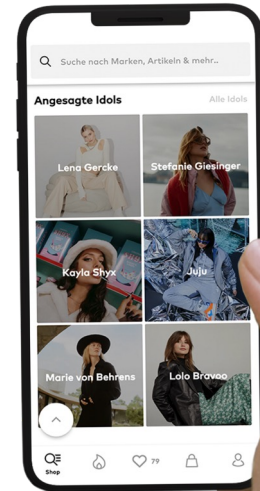 Suche nach Marken, Artikeln & mehr..
Angesagte Idols
Alle Idols
Lena Gercke
Stefanie Giesinger
Kayla Shyx
Juju
Marie von Behrens
Lolo Bravoo
79
Shop